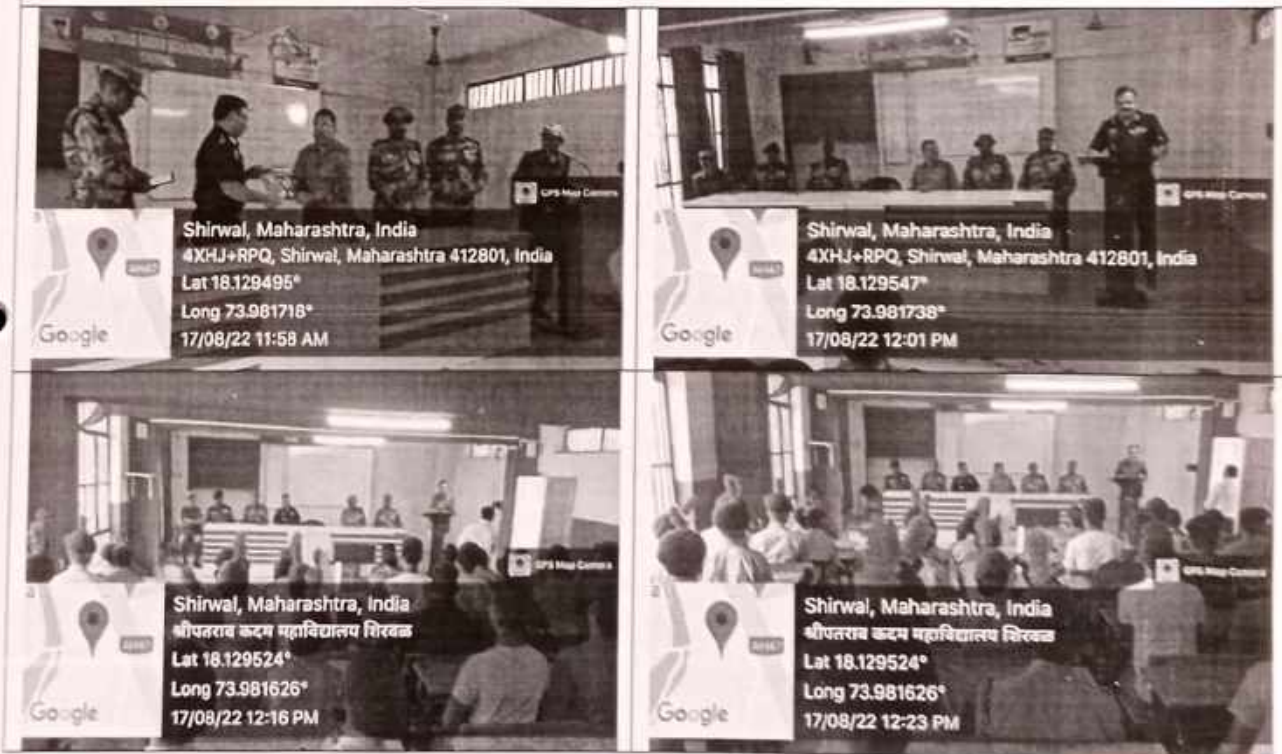 GPS Map Camera
Shirwal, Maharashtra, India
4XHJ+RPQ, Shirwal, Maharashtra 412801, India
Lat 18.129495°
Long 73.981718°
17/08/22 11:58 AM
Google
GPS Map Camera
Shirwal, Maharashtra, India
4XHJ+RPQ, Shirwal, Maharashtra 412801, India
Lat 18.129547°
Long 73.981738°
17/08/22 12:01 PM
Google
GPS Map Camera
Shirwal, Maharashtra, India
श्रीपतराव कदम महाविद्यालय शिरवळ
Lat 18.129524°
Long 73.981626°
17/08/22 12:16 PM
Google
GPS Map Camera
Shirwal, Maharashtra, India
श्रीपतराव कदम महाविद्यालय शिरवळ
Lat 18.129524°
Long 73.981626°
17/08/22 12:23 PM
Google